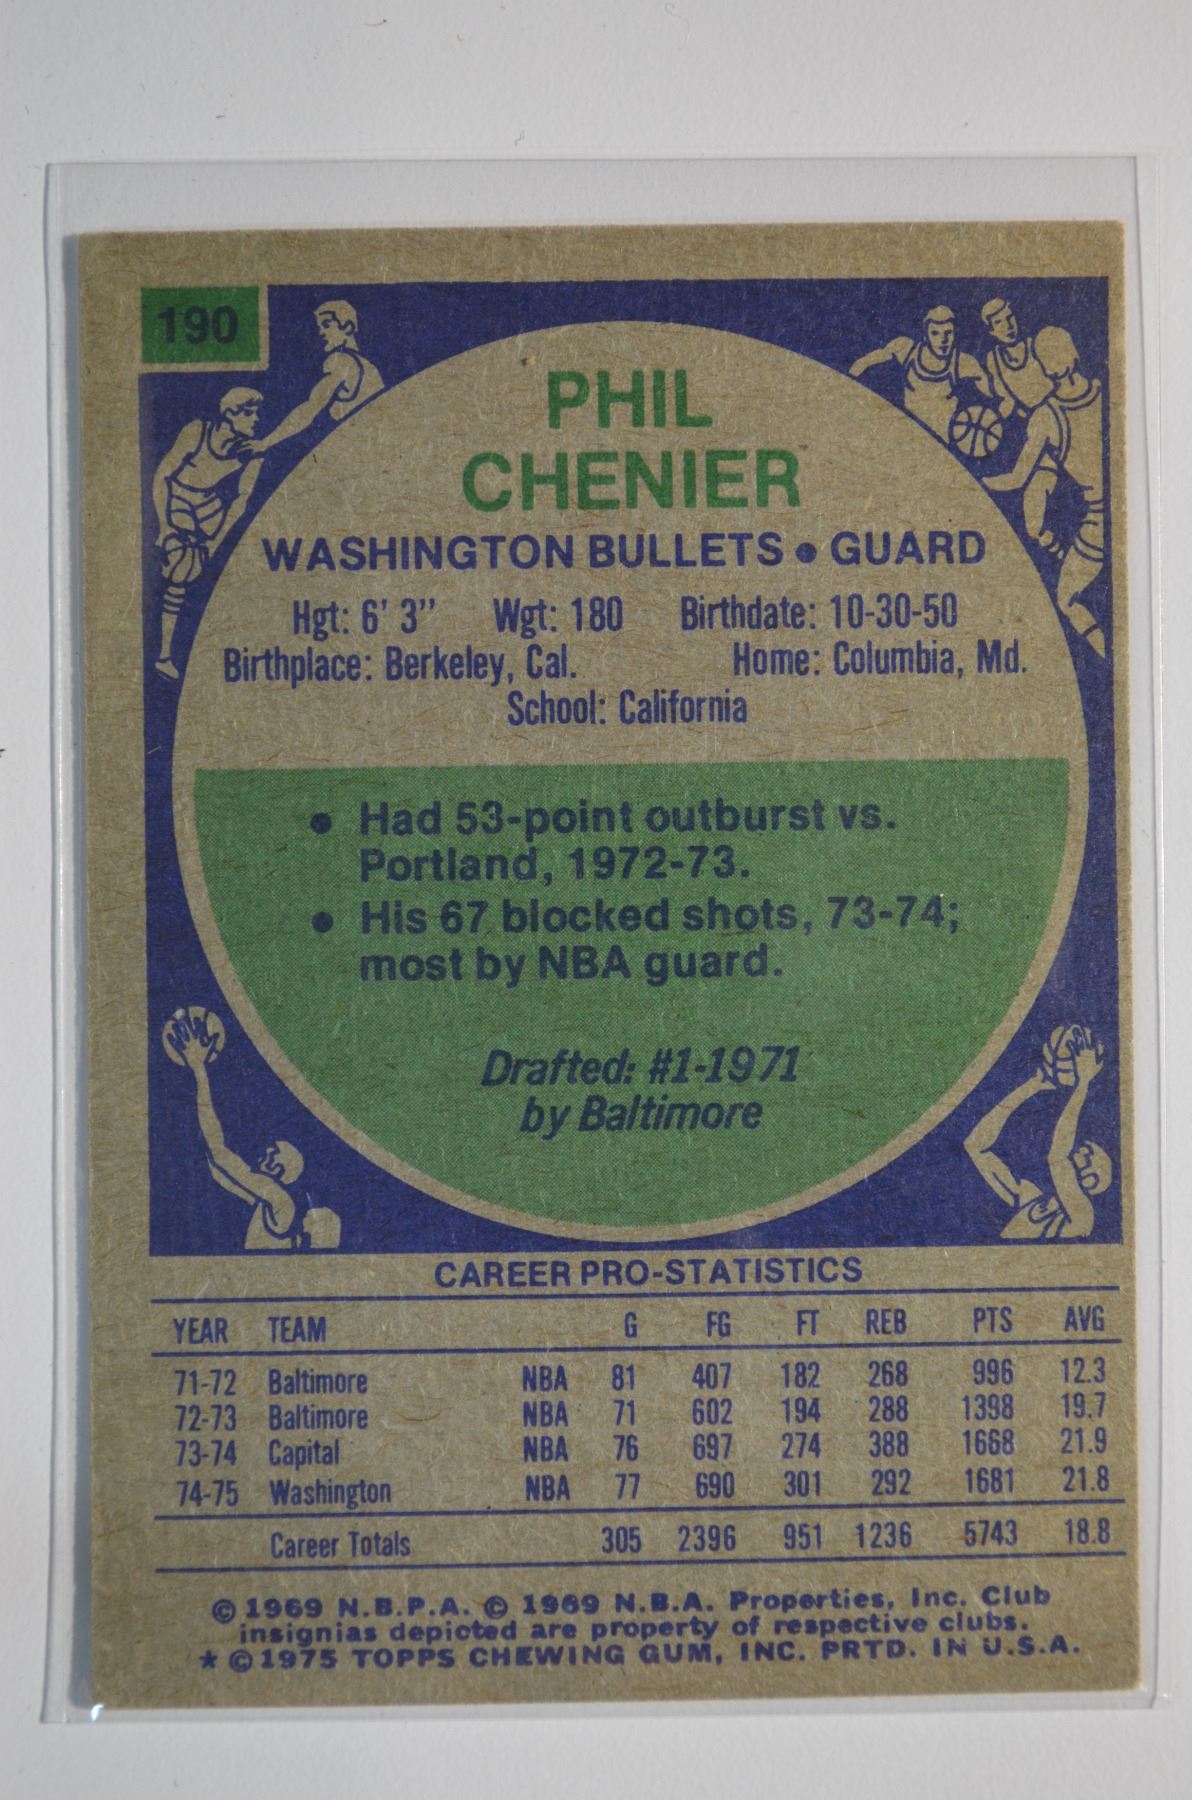 190
PHIL
CHENIER
WASHINGTON BULLETS • GUARD
Hgt: 6' 3" Wgt: 180 Birthdate: 10-30-50
Birthplace: Berkeley, Cal. Home: Columbia, Md.
School: California
• Had 53-point outburst vs.
Portland, 1972-73.
• His 67 blocked shots, 73-74;
most by NBA guard.
Drafted: #1-1971
by Baltimore
CAREER PRO-STATISTICS
YEAR TEAM G FG FT REB PTS AVG
71-72 Baltimore NBA 81 407 182 268 996 12.3
72-73 Baltimore NBA 71 602 194 288 1398 19.7
73-74 Capital NBA 76 697 274 388 1668 21.9
74-75 Washington NBA 77 690 301 292 1681 21.8
Career Totals 305 2396 951 1236 5743 18.8
© 1969 N.B.P.A. © 1969 N.B.A. Properties, Inc. Club
insignias depicted are property of respective clubs.
★ © 1975 TOPPS CHEWING GUM, INC. PRTD. IN U.S.A.